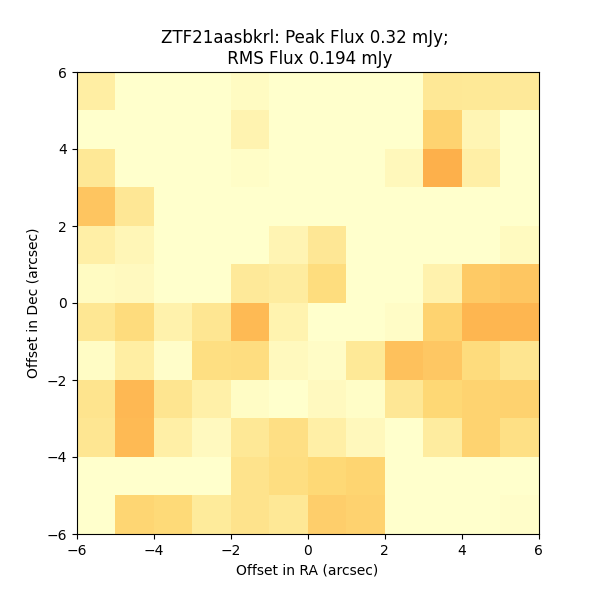 ZTF21aasbkrl: Peak Flux 0.32 mJy;
RMS Flux 0.194 mJy
6
4
2
0
−2
−4
−6
Offset in Dec (arcsec)
−6 −4 −2 0 2 4 6
Offset in RA (arcsec)